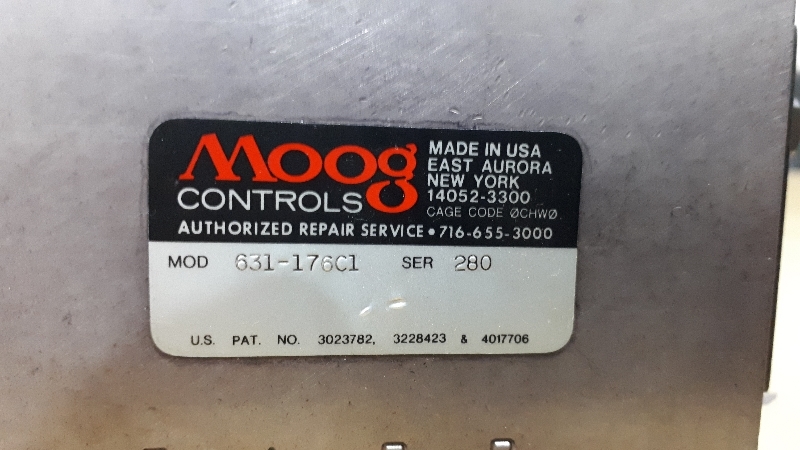 Moog
CONTROLS
MADE IN USA
EAST AURORA
NEW YORK
14052-3300
CAGE CODE ØCHWØ
AUTHORIZED REPAIR SERVICE • 716-655-3000
MOD 631-176C1 SER 280
U.S. PAT. NO. 3023782, 3228423 & 4017706